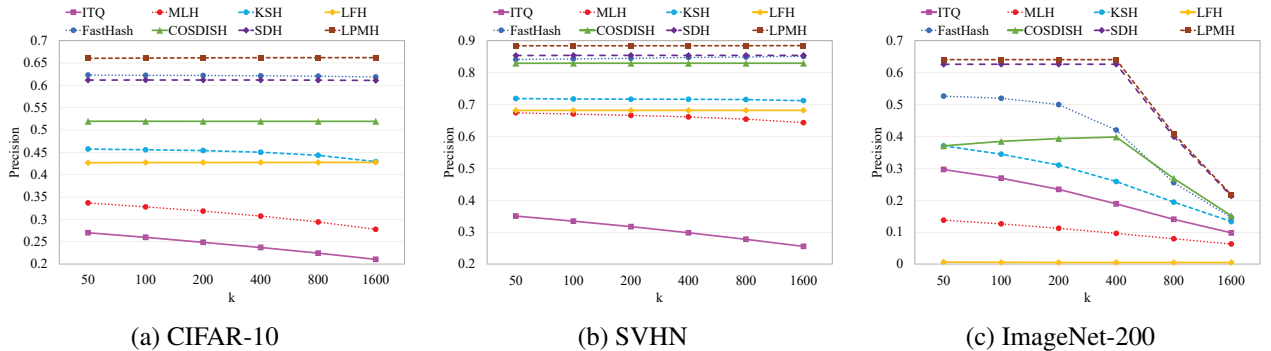 ITQ MLH KSH LFH
FastHash COSDISH SDH LPMH
0.7
0.65
0.6
0.55
0.5
0.45
0.4
0.35
0.3
0.25
0.2
Precision
50 100 200 400 800 1600
k
(a) CIFAR-10
ITQ MLH KSH LFH
FastHash COSDISH SDH LPMH
0.9
0.8
0.7
0.6
0.5
0.4
0.3
0.2
Precision
50 100 200 400 800 1600
k
(b) SVHN
ITQ MLH KSH LFH
FastHash COSDISH SDH LPMH
0.7
0.6
0.5
0.4
0.3
0.2
0.1
0
Precision
50 100 200 400 800 1600
k
(c) ImageNet-200